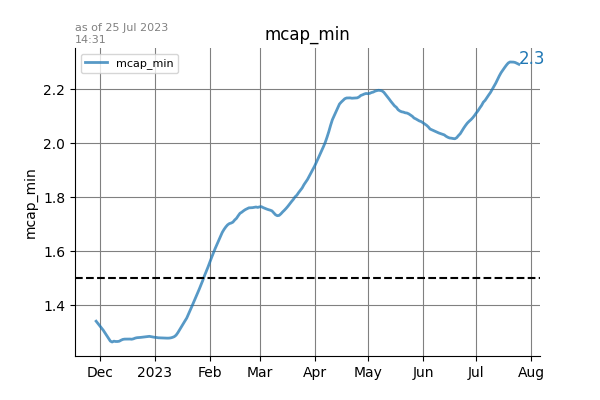 as of 25 Jul 2023
14:31
mcap_min
mcap_min
2.3
2.2
2.0
1.8
1.6
1.4
mcap_min
Dec 2023 Feb Mar Apr May Jun Jul Aug